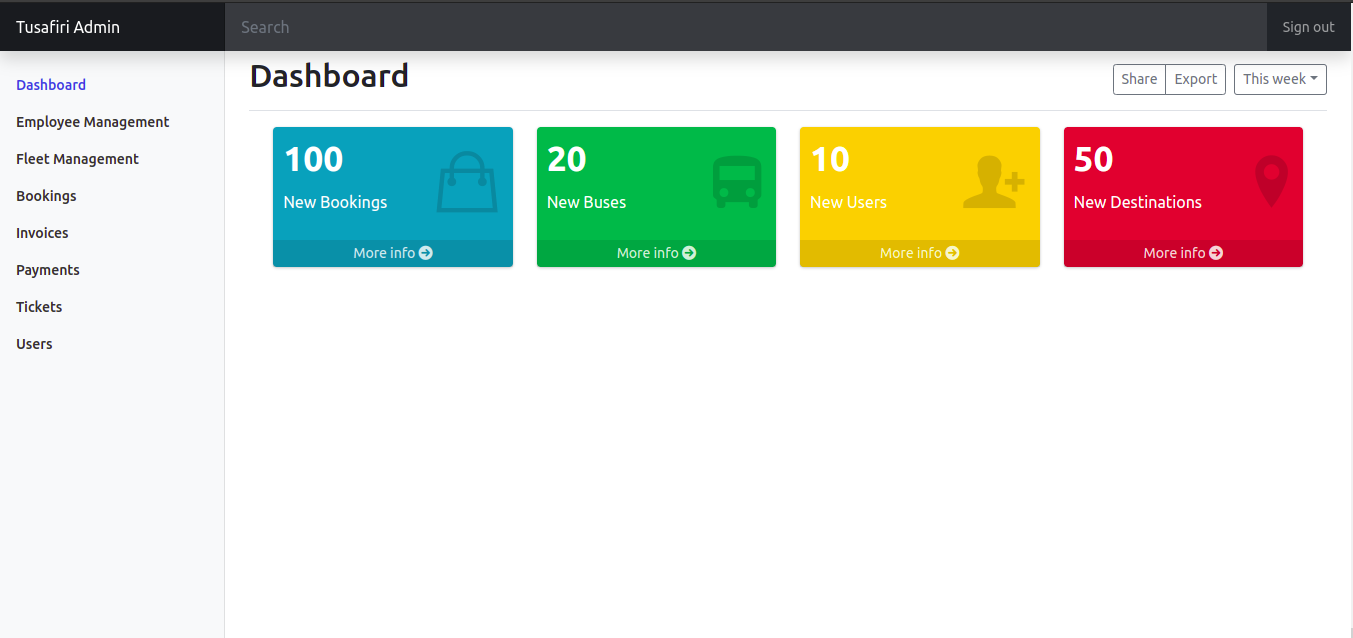 Tusafiri Admin
Search
Sign out
Dashboard
Employee Management
Fleet Management
Bookings
Invoices
Payments
Tickets
Users
Dashboard
Share
Export
This week
100
New Bookings
More info
20
New Buses
More info
10
New Users
More info
50
New Destinations
More info